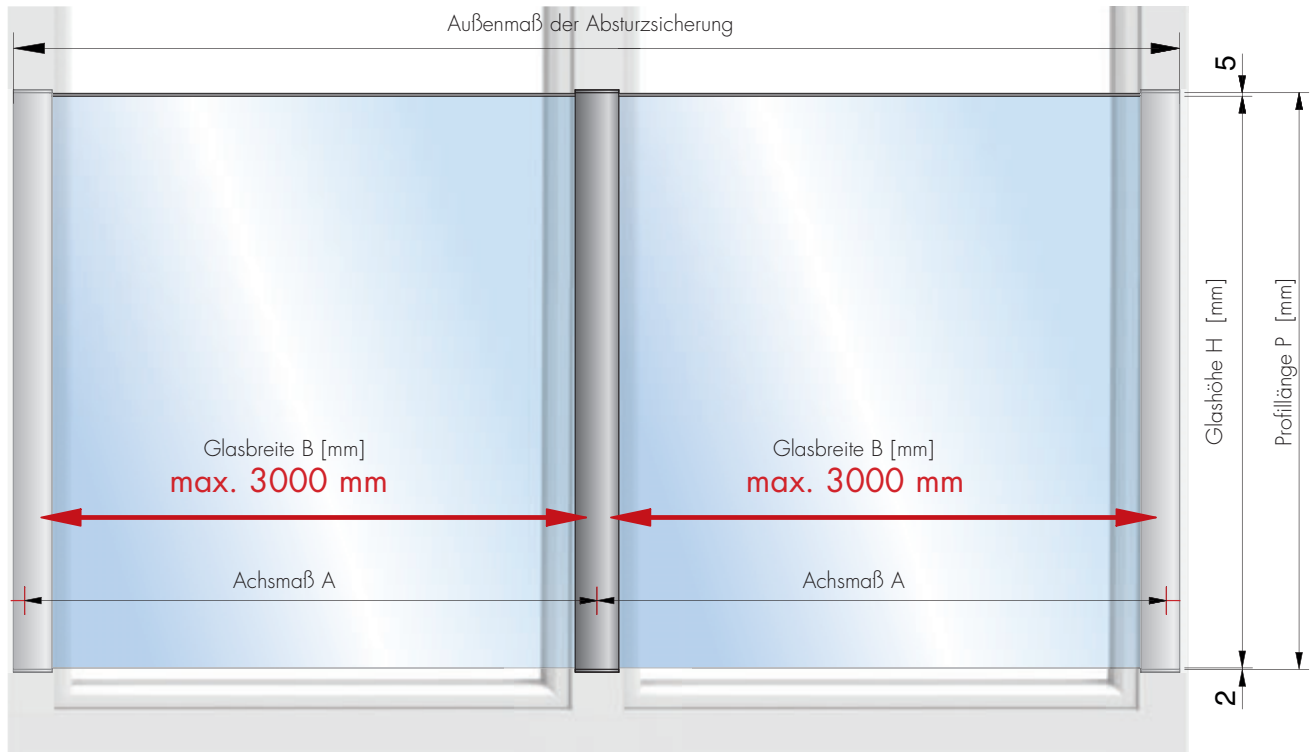 Außenmaß der Absturzsicherung
5
Glashöhe H [mm]
Profillänge P [mm]
Glasbreite B [mm]
max. 3000 mm
Glasbreite B [mm]
max. 3000 mm
Achsmaß A
Achsmaß A
2